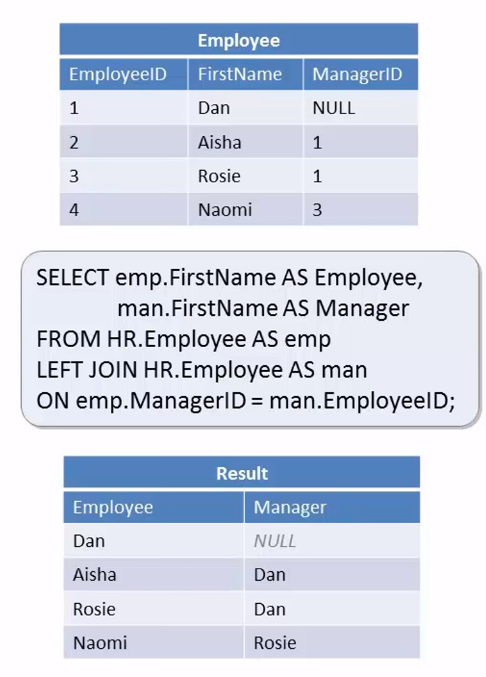 Employee
EmployeeID FirstName ManagerID
1 Dan NULL
2 Aisha 1
3 Rosie 1
4 Naomi 3
SELECT emp.FirstName AS Employee,
man.FirstName AS Manager
FROM HR.Employee AS emp
LEFT JOIN HR.Employee AS man
ON emp.ManagerID = man.EmployeeID;
Result
Employee Manager
Dan NULL
Aisha Dan
Rosie Dan
Naomi Rosie